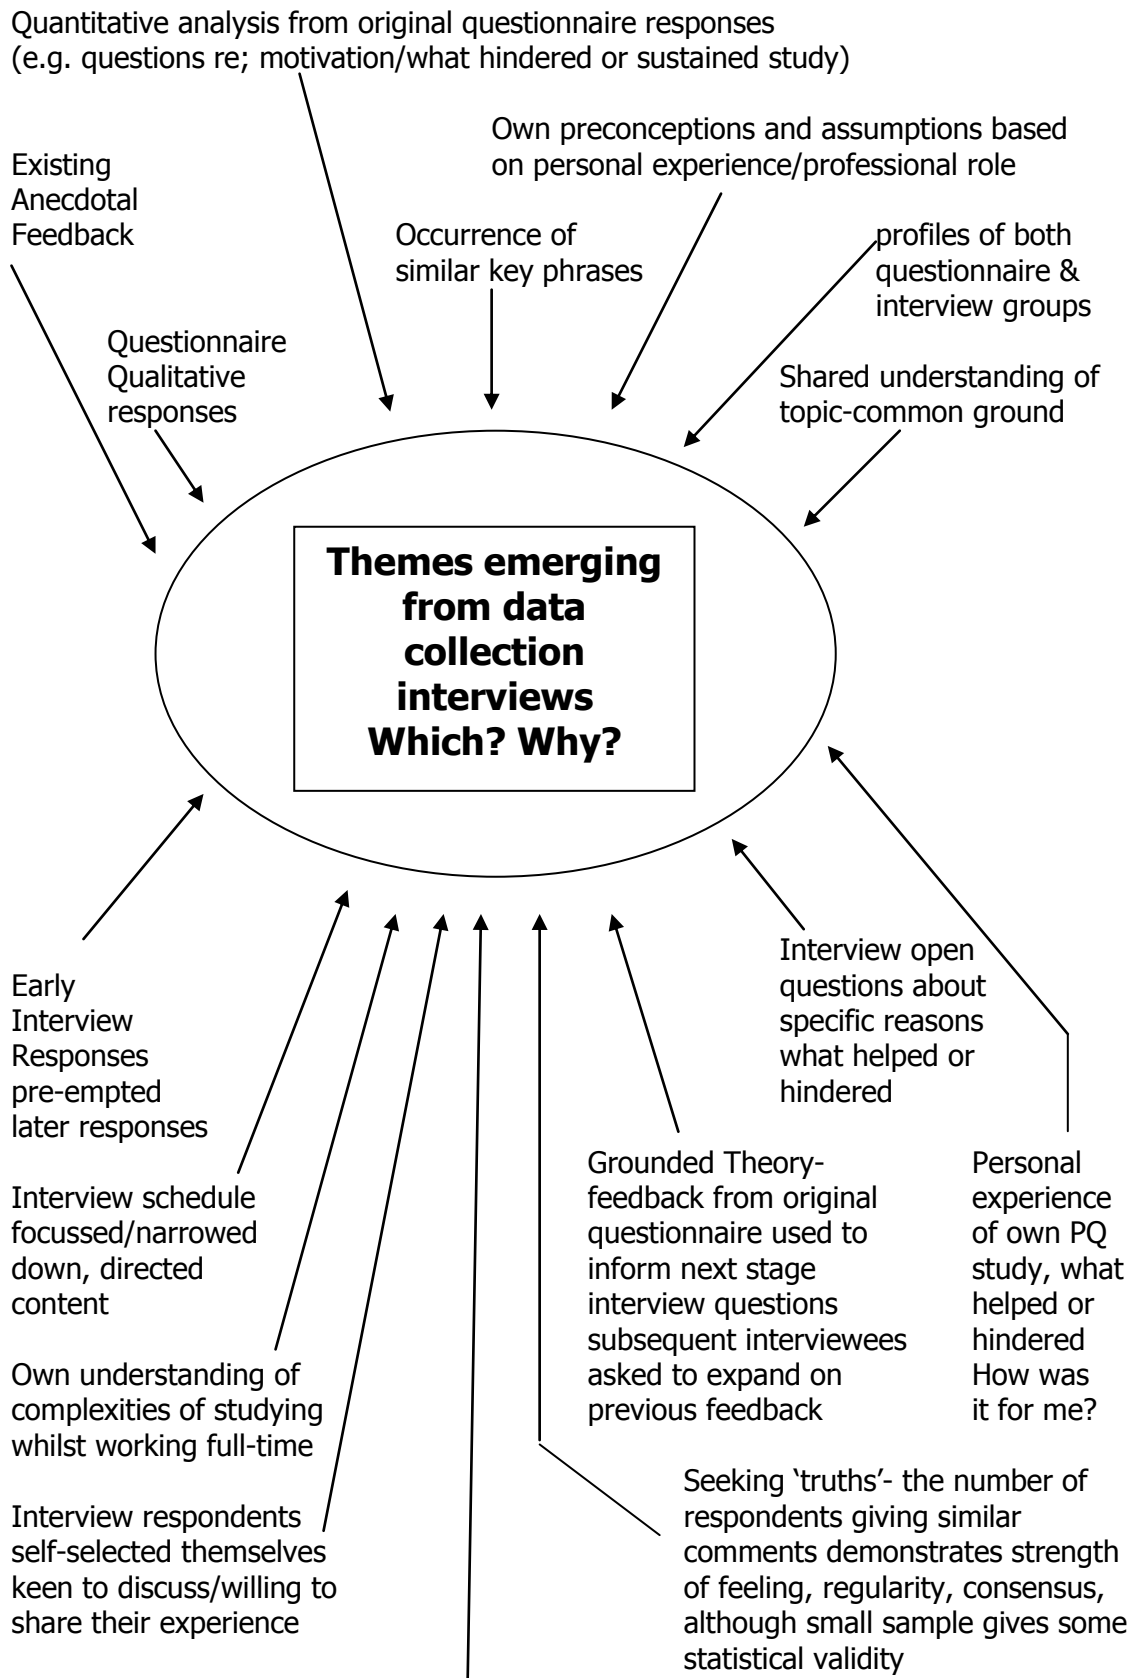 Quantitative analysis from original questionnaire responses
(e.g. questions re; motivation/what hindered or sustained study)
Own preconceptions and assumptions based
on personal experience/professional role
Existing
Anecdotal
Feedback
Occurrence of
similar key phrases
profiles of both
questionnaire &
interview groups
Questionnaire
Qualitative
responses
Shared understanding of
topic-common ground
Themes emerging
from data
collection
interviews
Which? Why?
Early
Interview
Responses
pre-empted
later responses
Interview open
questions about
specific reasons
what helped or
hindered
Interview schedule
focussed/narrowed
down, directed
content
Grounded Theory-
feedback from original
questionnaire used to
inform next stage
interview questions
subsequent interviewees
asked to expand on
previous feedback
Personal
experience
of own PQ
study, what
helped or
hindered
How was
it for me?
Own understanding of
complexities of studying
whilst working full-time
Interview respondents
self-selected themselves
keen to discuss/willing to
share their experience
Seeking ‘truths’- the number of
respondents giving similar
comments demonstrates strength
of feeling, regularity, consensus,
although small sample gives some
statistical validity